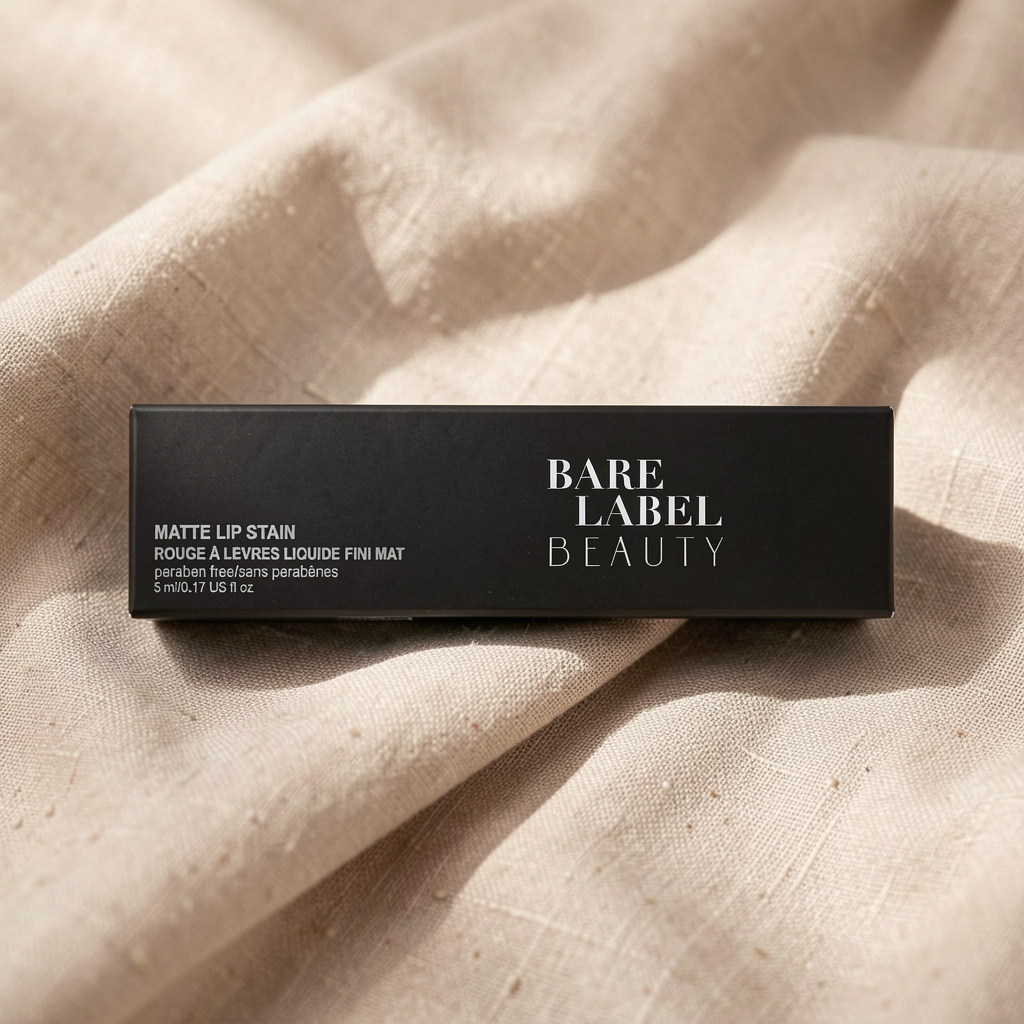 MATTE LIP STAIN
ROUGE À LEVRES LIQUIDE FINI MAT
paraben free/sans perabènes
5 ml/0.17 US fl oz
BARE
LABEL
BEAUTY